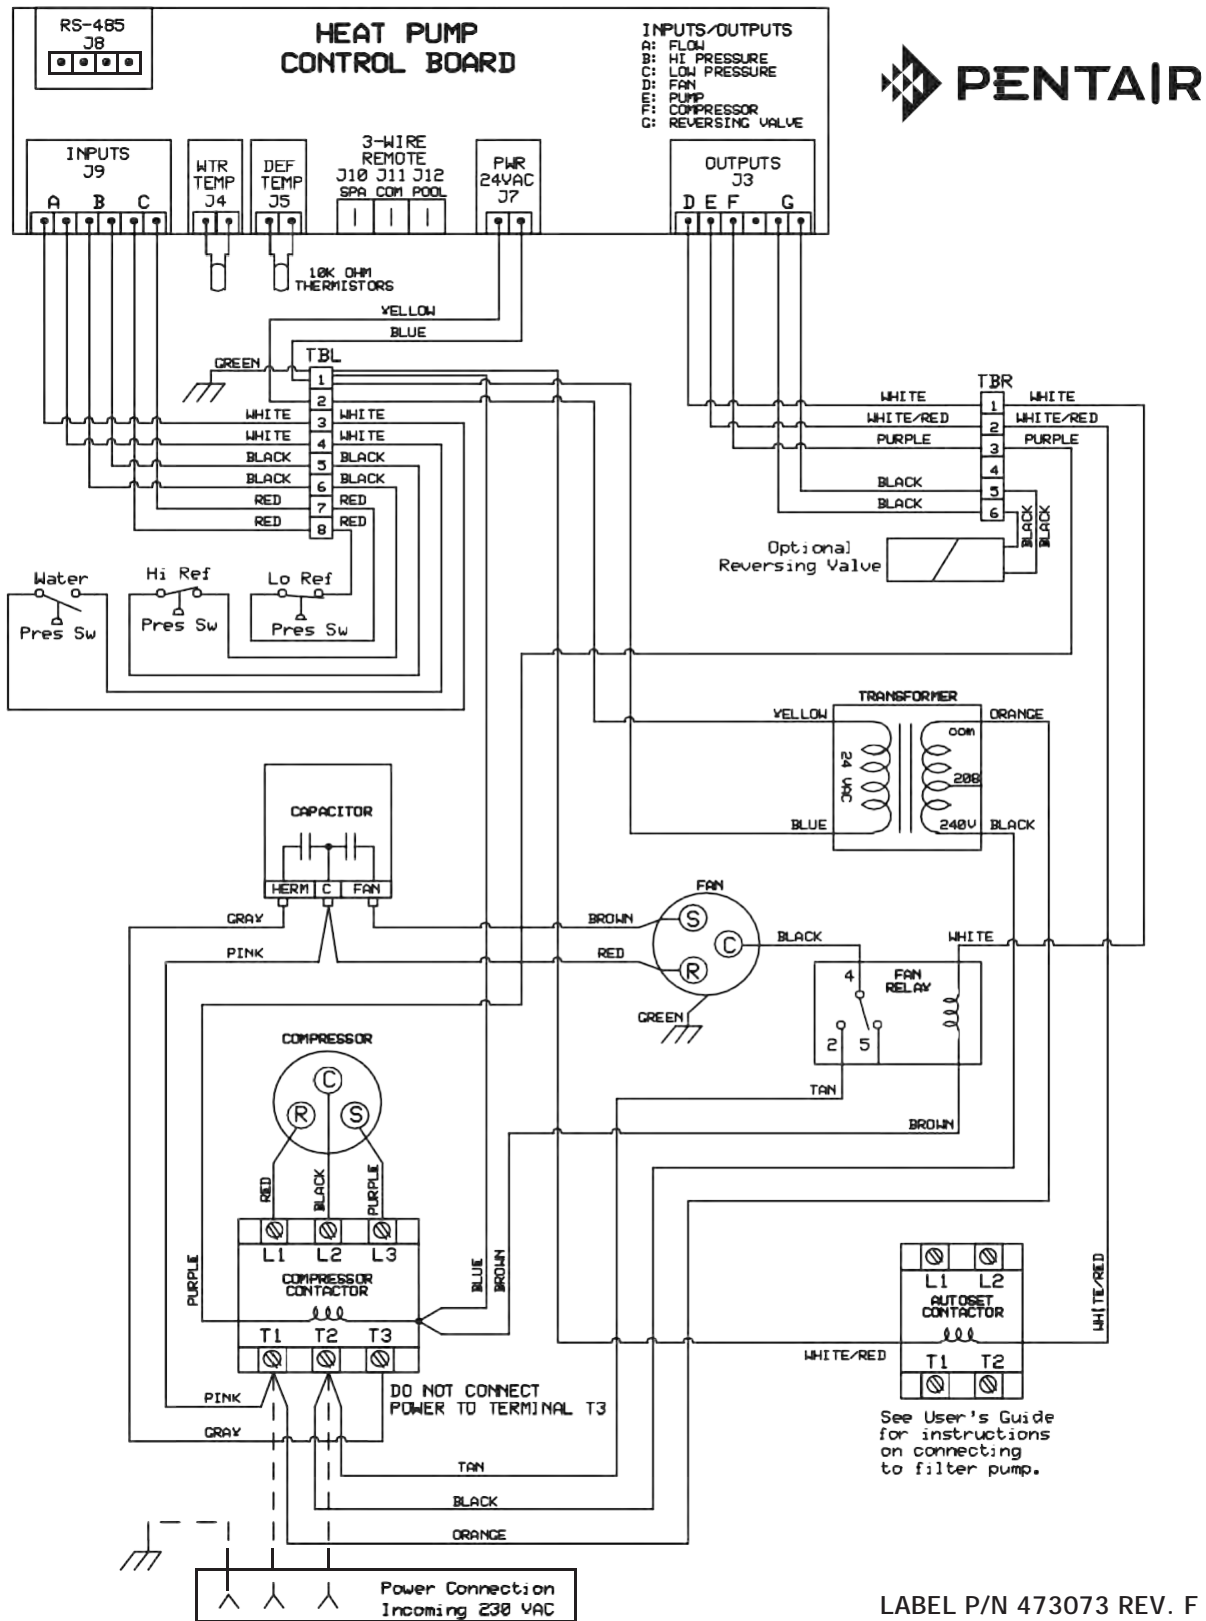 RS-485
J8
HEAT PUMP
CONTROL BOARD
INPUTS/OUTPUTS
A: FLOW
B: HI PRESSURE
C: LOW PRESSURE
D: FAN
E: PUMP
F: COMPRESSOR
G: REVERSING VALVE
PENTAIR
INPUTS
J9
A B C
WTR
TEMP
J4
DEF
TEMP
J5
3-WIRE
REMOTE
J10 J11 J12
SPA COM POOL
PWR
24VAC
J7
OUTPUTS
J3
D E F G
10K OHM
THERMISTORS
YELLOW
BLUE
GREEN
TBL
1
2
WHITE 3 WHITE
WHITE 4 WHITE
BLACK 5 BLACK
BLACK 6 BLACK
RED 7 RED
RED 8 RED
TBR
WHITE 1 WHITE
WHITE/RED 2 WHITE/RED
PURPLE 3 PURPLE
4
BLACK 5
BLACK 6
BLACK
BLACK
Optional
Reversing Valve
Water
Pres Sw
Hi Ref
Pres Sw
Lo Ref
Pres Sw
TRANSFORMER
YELLOW
ORANGE
com
24 VAC
208
BLUE
240V
BLACK
CAPACITOR
HERM C FAN
GRAY
PINK
FAN
BROWN
S
C
BLACK
RED
R
GREEN
WHITE
4
FAN
RELAY
2 5
TAN
BROWN
COMPRESSOR
C
R S
RED
BLACK
PURPLE
L1 L2 L3
COMPRESSOR
CONTACTOR
T1 T2 T3
PURPLE
BLUE
BROWN
DO NOT CONNECT
POWER TO TERMINAL T3
PINK
GRAY
TAN
BLACK
ORANGE
L1 L2
AUTOSET
CONTACTOR
T1 T2
WHITE/RED
WHITE/RED
See User's Guide
for instructions
on connecting
to filter pump.
Power Connection
Incoming 230 VAC
LABEL P/N 473073 REV. F